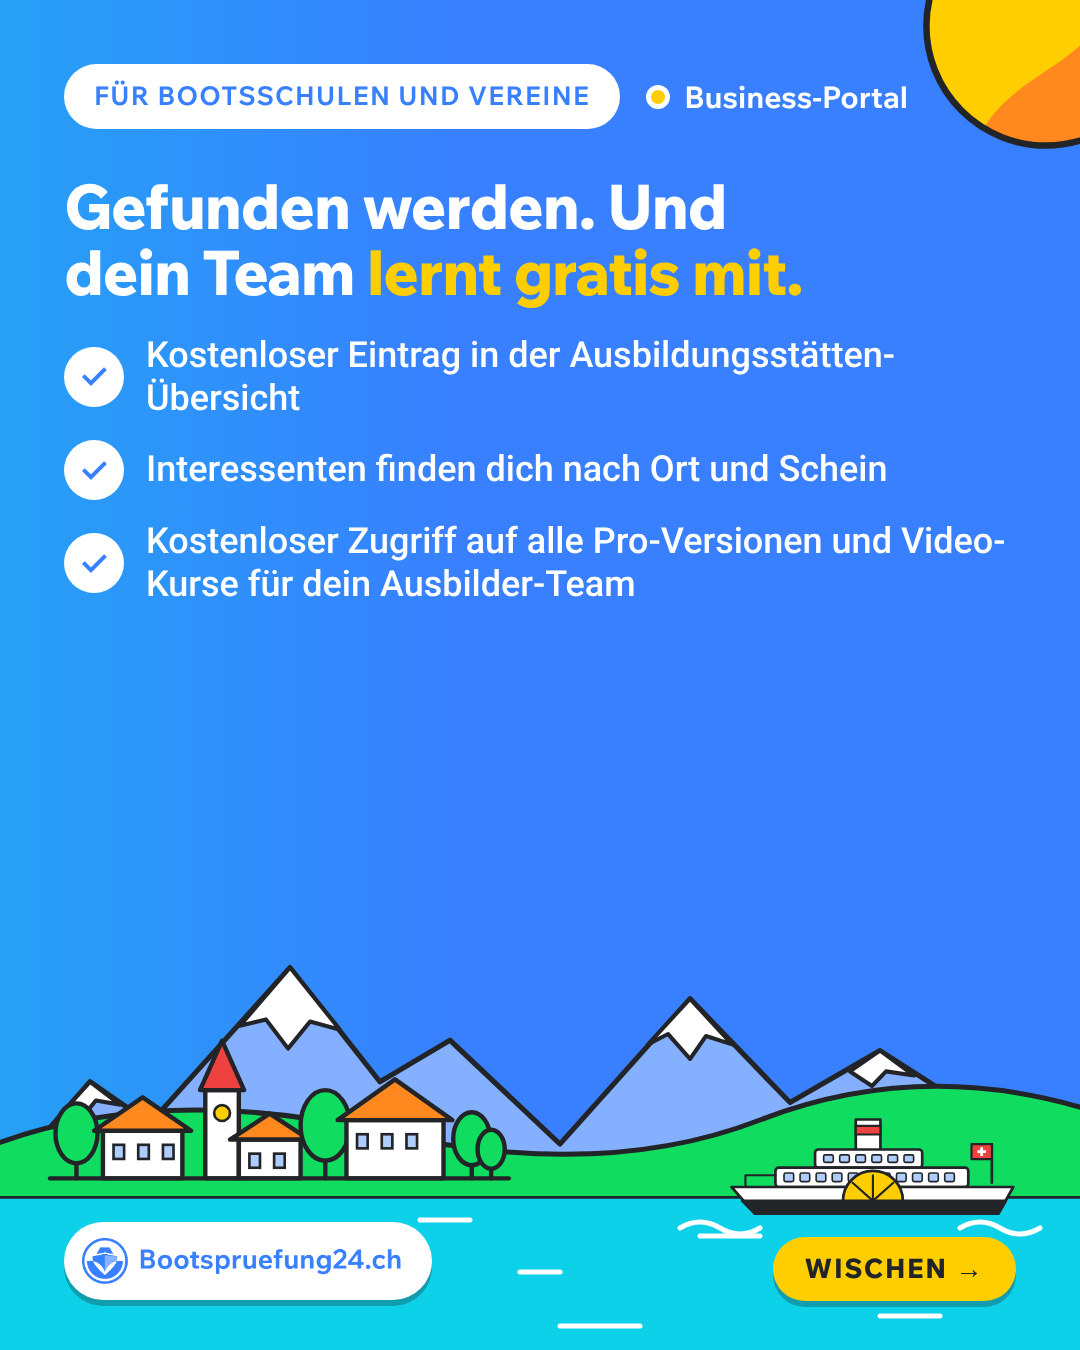 FÜR BOOTSSCHULEN UND VEREINE
Business-Portal
Gefunden werden. Und
dein Team lernt gratis mit.
Kostenloser Eintrag in der Ausbildungsstätten-
Übersicht
Interessenten finden dich nach Ort und Schein
Kostenloser Zugriff auf alle Pro-Versionen und Video-
Kurse für dein Ausbilder-Team
Bootspruefung24.ch
WISCHEN →